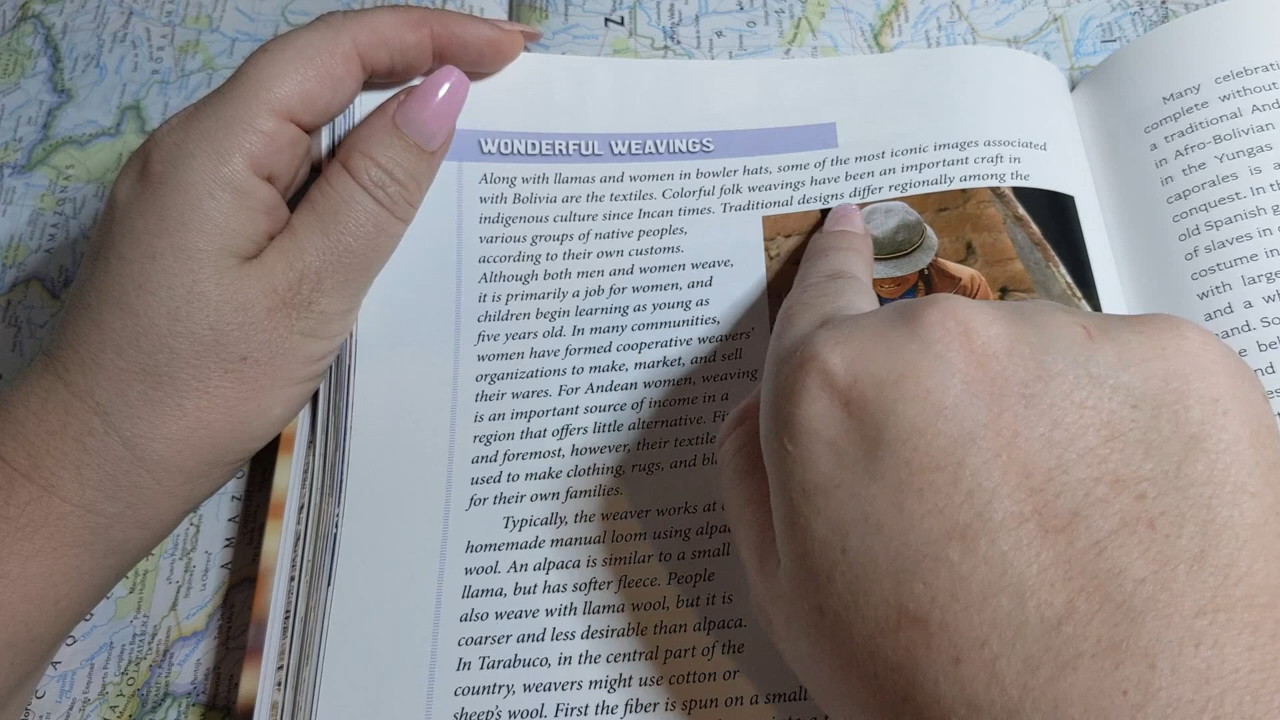 WONDERFUL WEAVINGS
Along with llamas and women in bowler hats, some of the most iconic images associated
with Bolivia are the textiles. Colorful folk weavings have been an important craft in
indigenous culture since Incan times. Traditional designs differ regionally among the
various groups of native peoples,
according to their own customs.
Although both men and women weave,
it is primarily a job for women, and
children begin learning as young as
five years old. In many communities,
women have formed cooperative weavers'
organizations to make, market, and sell
their wares. For Andean women, weaving
is an important source of income in a
region that offers little alternative.
and foremost, however, their textile
used to make clothing, rugs, and
for their own families.
Typically, the weaver works at
homemade manual loom using
wool. An alpaca is similar to a small
llama, but has softer fleece. People
also weave with llama wool, but it is
coarser and less desirable than alpaca.
In Tarabuco, in the central part of the
country, weavers might use cotton or
sheep's wool. First the fiber is spun on a small
Many
complete without
a traditional
in Afro-Bolivian
in the Yungas
caporales is a
conquest. In
old Spanish
of slaves in
costume in
with large
and a
AMAZONAS